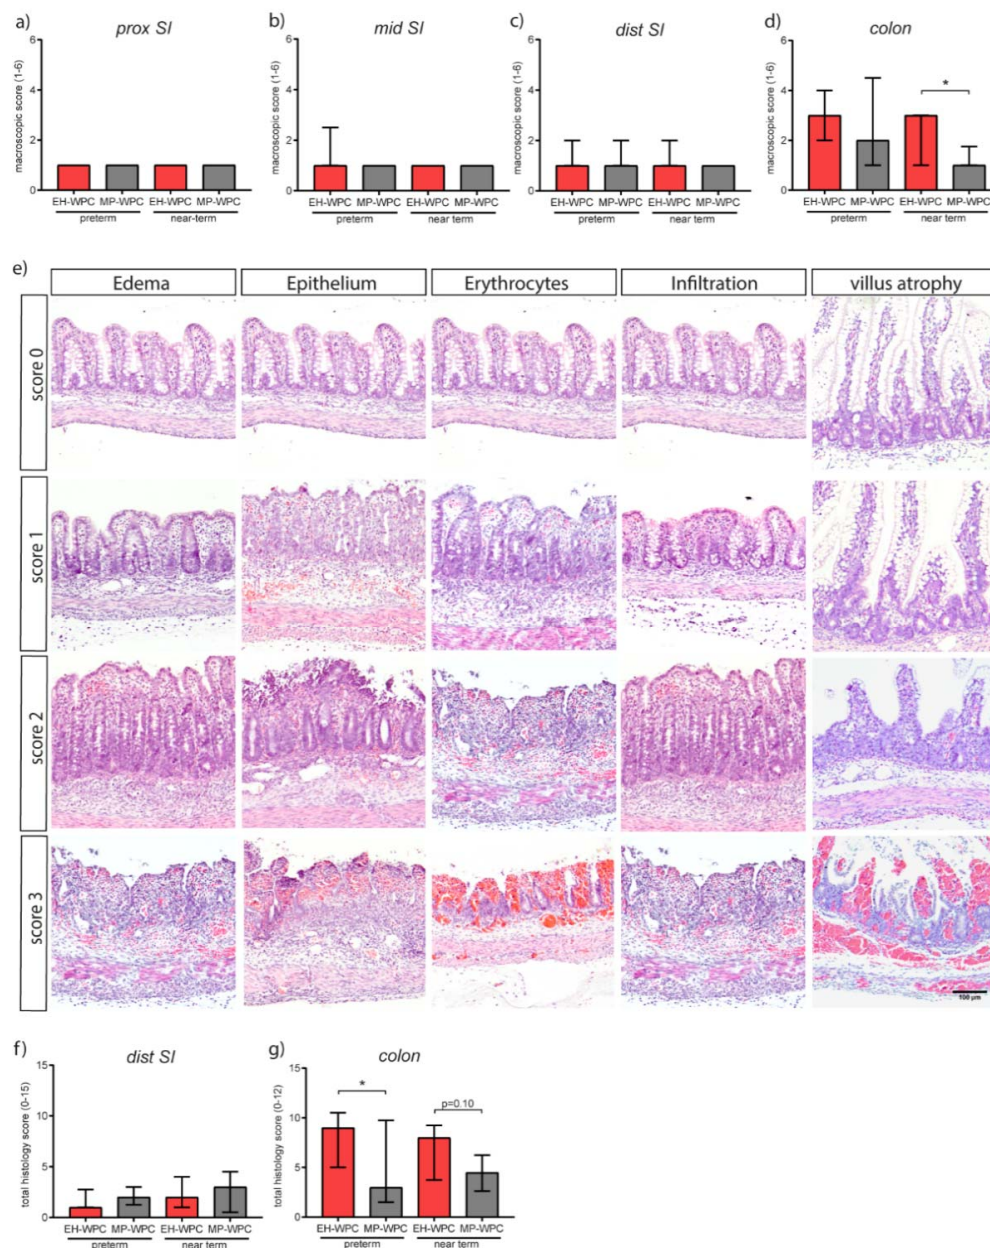 a)
prox SI
macroscopic score (1-6)
6
4
2
0
EH-WPC MP-WPC EH-WPC MP-WPC
preterm near-term
b)
mid SI
macroscopic score (1-6)
6
4
2
0
EH-WPC MP-WPC EH-WPC MP-WPC
preterm near term
c)
dist SI
macroscopic score (1-6)
6
4
2
0
EH-WPC MP-WPC EH-WPC MP-WPC
preterm near term
d)
colon
macroscopic score (1-6)
6
4
2
0
*
EH-WPC MP-WPC EH-WPC MP-WPC
preterm near term
e)
Edema Epithelium Erythrocytes Infiltration villus atrophy
score 0
score 1
score 2
score 3
100 µm
f)
dist SI
total histology score (0-15)
15
10
5
0
EH-WPC MP-WPC EH-WPC MP-WPC
preterm near term
g)
colon
total histology score (0-12)
15
10
5
0
*
p=0.10
EH-WPC MP-WPC EH-WPC MP-WPC
preterm near term